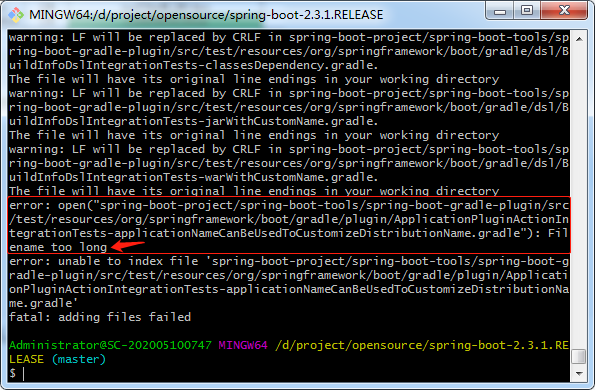 MINGW64:/d/project/opensource/spring-boot-2.3.1.RELEASE
warning: LF will be replaced by CRLF in spring-boot-project/spring-boot-tools/sp
ring-boot-gradle-plugin/src/test/resources/org/springframework/boot/gradle/dsl/B
uildInfoDslIntegrationTests-classesDependency.gradle.
The file will have its original line endings in your working directory
warning: LF will be replaced by CRLF in spring-boot-project/spring-boot-tools/sp
ring-boot-gradle-plugin/src/test/resources/org/springframework/boot/gradle/dsl/B
uildInfoDslIntegrationTests-jarWithCustomName.gradle.
The file will have its original line endings in your working directory
warning: LF will be replaced by CRLF in spring-boot-project/spring-boot-tools/sp
ring-boot-gradle-plugin/src/test/resources/org/springframework/boot/gradle/dsl/B
uildInfoDslIntegrationTests-warWithCustomName.gradle.
The file will have its original line endings in your working directory
error: open("spring-boot-project/spring-boot-tools/spring-boot-gradle-plugin/src
/test/resources/org/springframework/boot/gradle/plugin/ApplicationPluginActionIn
tegrationTests-applicationNameCanBeUsedToCustomizeDistributionName.gradle"): Fil
ename too long
error: unable to index file 'spring-boot-project/spring-boot-tools/spring-boot-g
radle-plugin/src/test/resources/org/springframework/boot/gradle/plugin/Applicati
onPluginActionIntegrationTests-applicationNameCanBeUsedToCustomizeDistributionNa
me.gradle'
fatal: adding files failed
Administrator@SC-202005100747 MINGW64 /d/project/opensource/spring-boot-2.3.1.RE
LEASE (master)
$